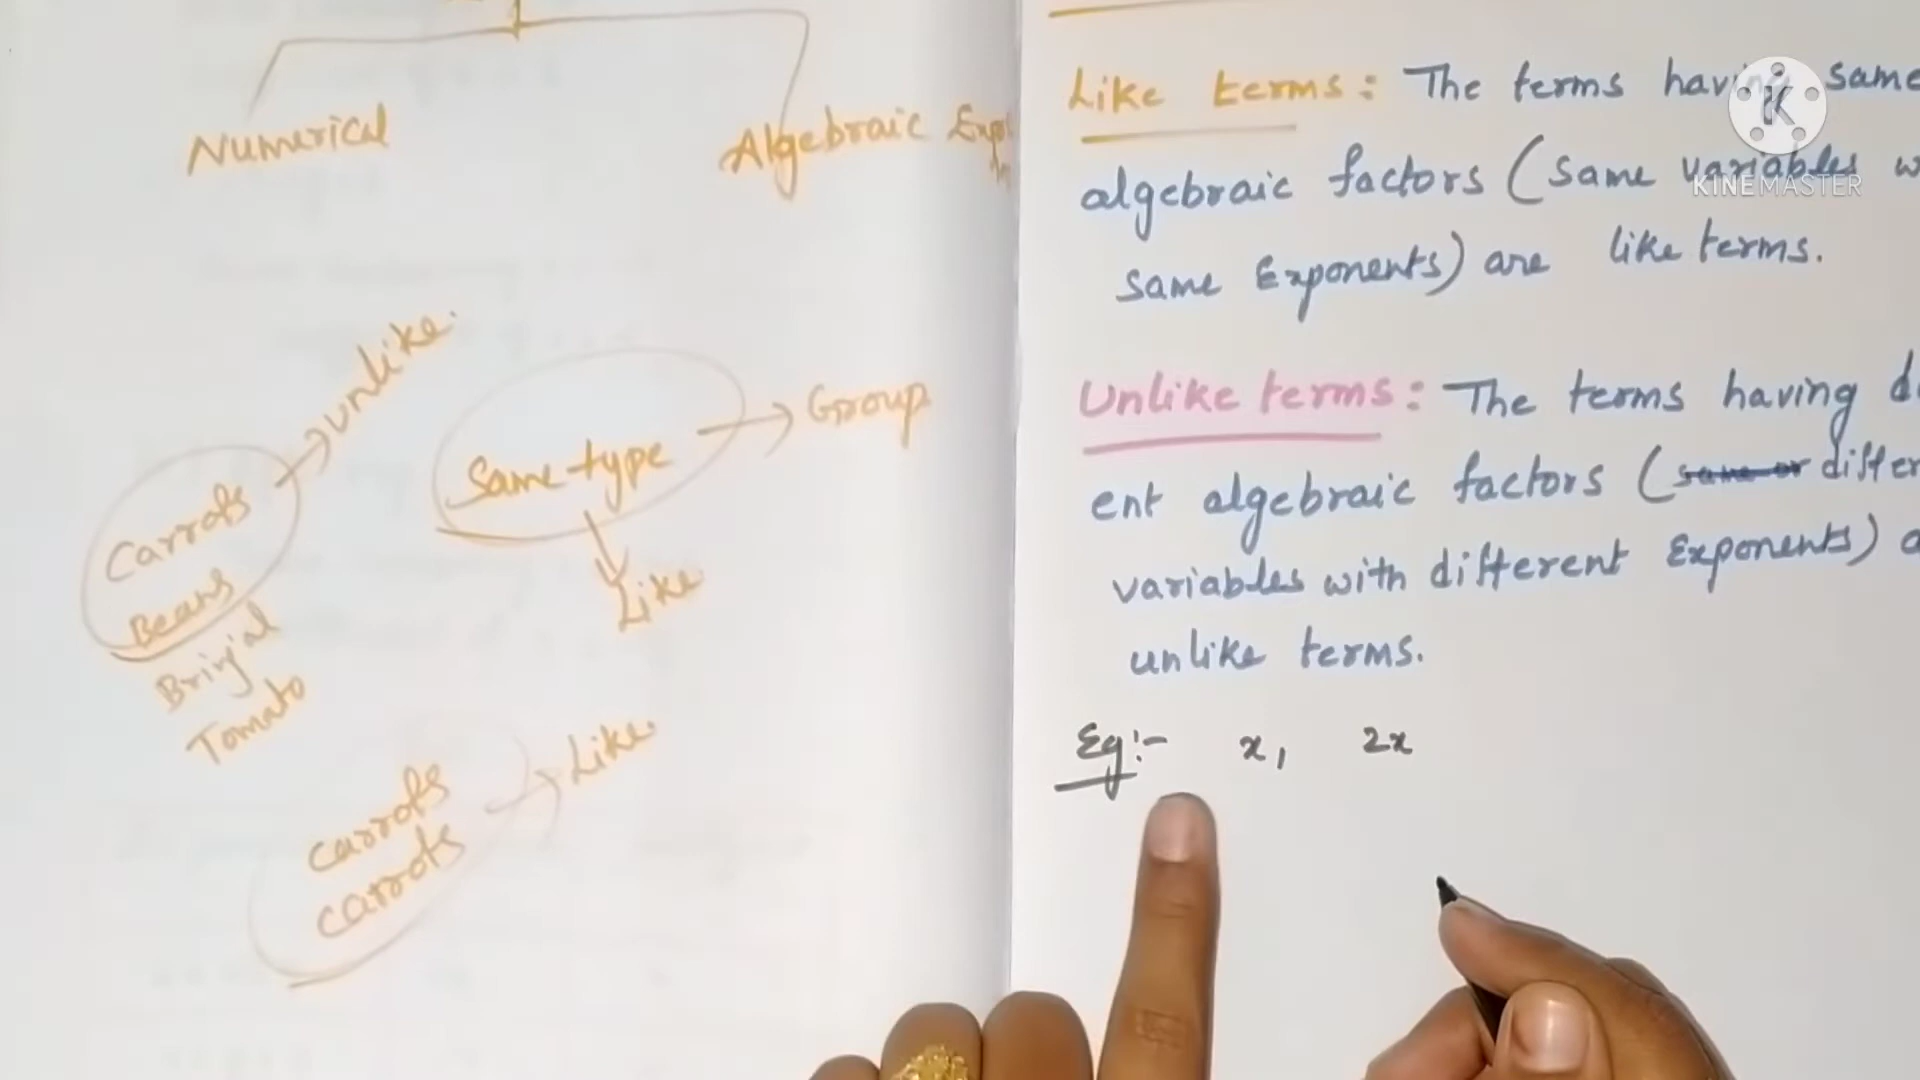 Numerical
Algebraic Exp
unlike.
Same type
Group
Like
Carrots
Beans
Brinjal
Tomato
Like.
Carrots
Carrots
Like terms: The terms having same
algebraic factors (same variables w
same Exponents) are like terms.
Unlike terms: The terms having d
ent algebraic factors (same or differ
variables with different Exponents) a
unlike terms.
Eg:- x, 2x
K
KINEMASTER